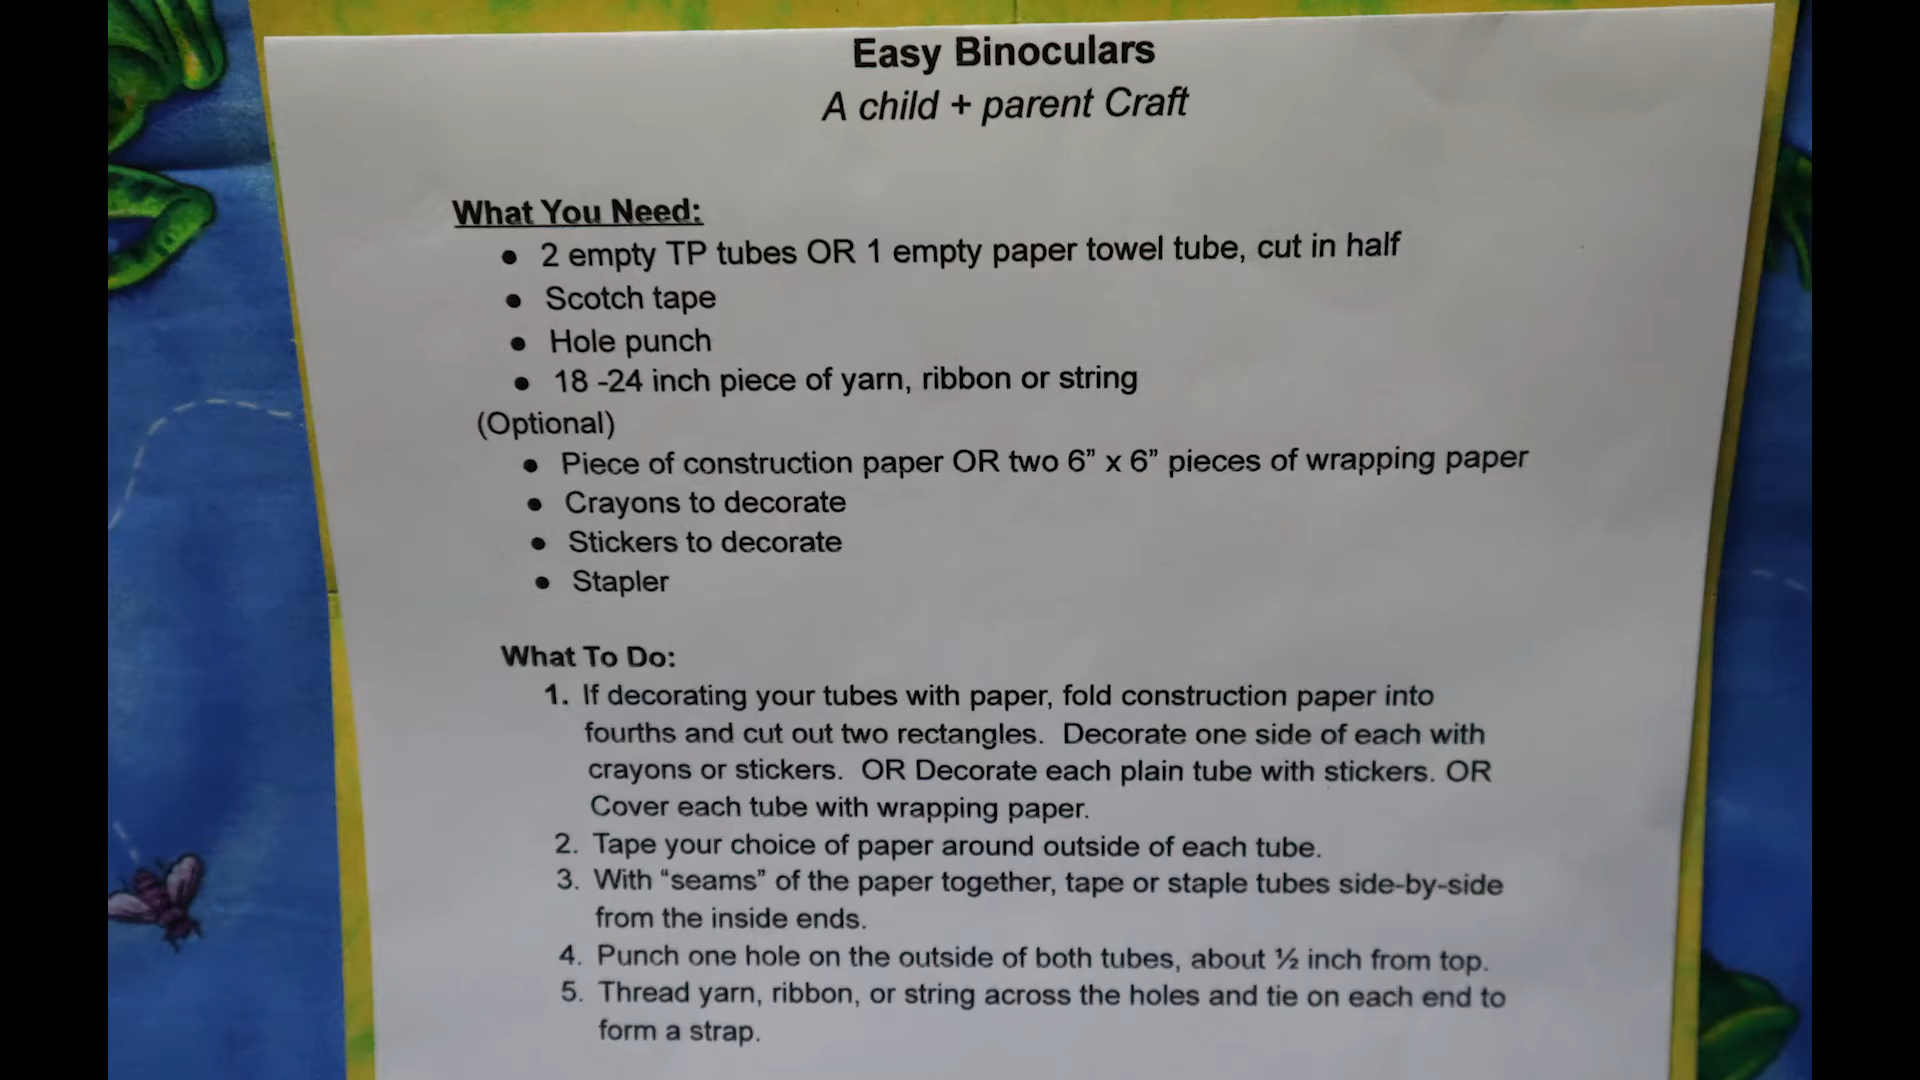 Easy Binoculars
A child + parent Craft
What You Need:
● 2 empty TP tubes OR 1 empty paper towel tube, cut in half
● Scotch tape
● Hole punch
● 18 -24 inch piece of yarn, ribbon or string
(Optional)
● Piece of construction paper OR two 6” x 6” pieces of wrapping paper
● Crayons to decorate
● Stickers to decorate
● Stapler
What To Do:
1. If decorating your tubes with paper, fold construction paper into
fourths and cut out two rectangles. Decorate one side of each with
crayons or stickers. OR Decorate each plain tube with stickers. OR
Cover each tube with wrapping paper.
2. Tape your choice of paper around outside of each tube.
3. With “seams” of the paper together, tape or staple tubes side-by-side
from the inside ends.
4. Punch one hole on the outside of both tubes, about ½ inch from top.
5. Thread yarn, ribbon, or string across the holes and tie on each end to
form a strap.